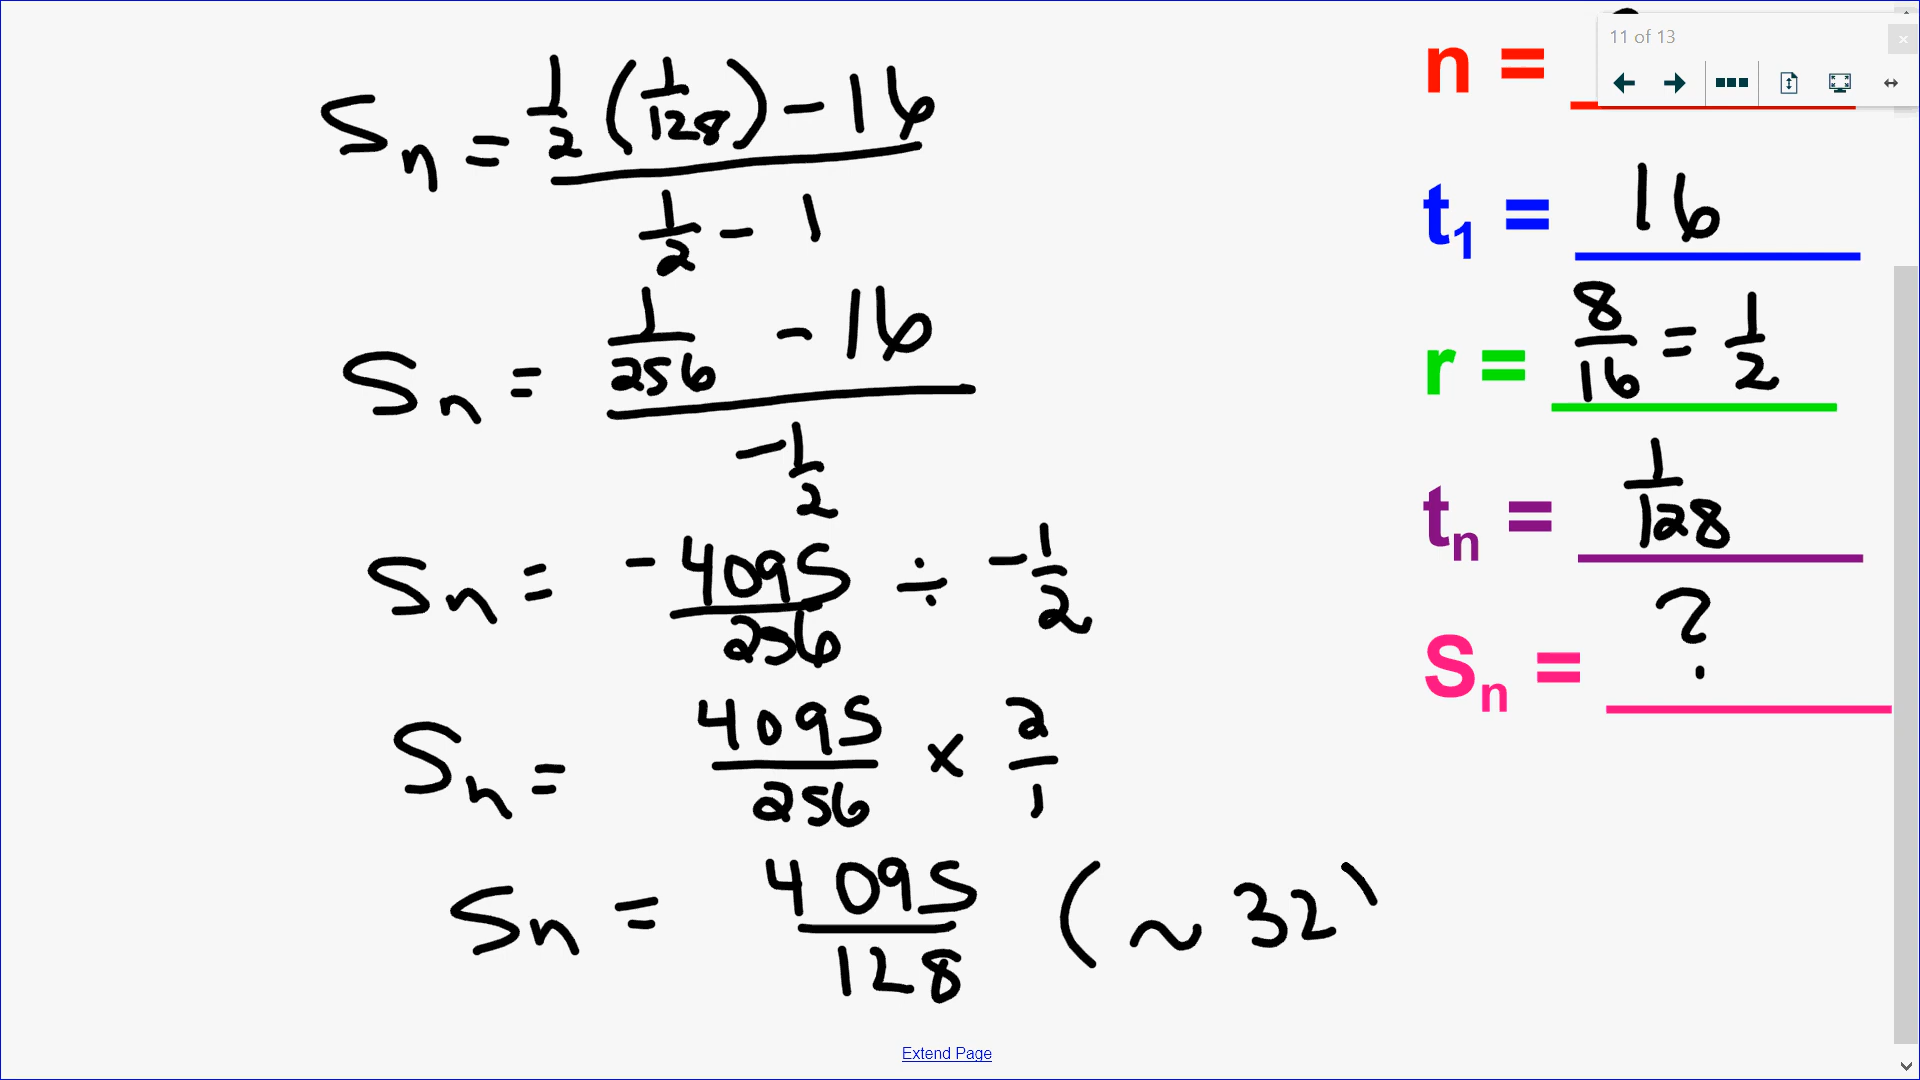 Sn = 1/2 (1/128) - 16
1/2 - 1
Sn = 1/256 - 16
-1/2
Sn = -4095/256 ÷ -1/2
Sn = 4095/256 × 2/1
Sn = 4095/128 (~ 32)
11 of 13
n =
t1 = 16
r = 8/16 = 1/2
tn = 1/128
Sn = ?
Extend Page